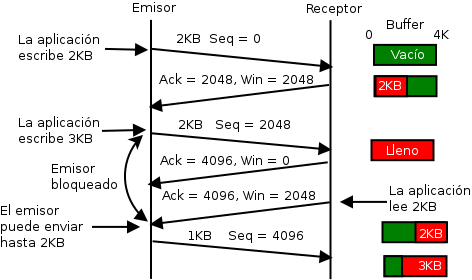 Emisor
Receptor
Buffer
0 4K
La aplicación
escribe 2KB
2KB Seq = 0
Vacío
Ack = 2048, Win = 2048
2KB
La aplicación
escribe 3KB
2KB Seq = 2048
Lleno
Emisor
bloqueado
Ack = 4096, Win = 0
Ack = 4096, Win = 2048
La aplicación
lee 2KB
El emisor
puede enviar
hasta 2KB
1KB Seq = 4096
2KB
3KB